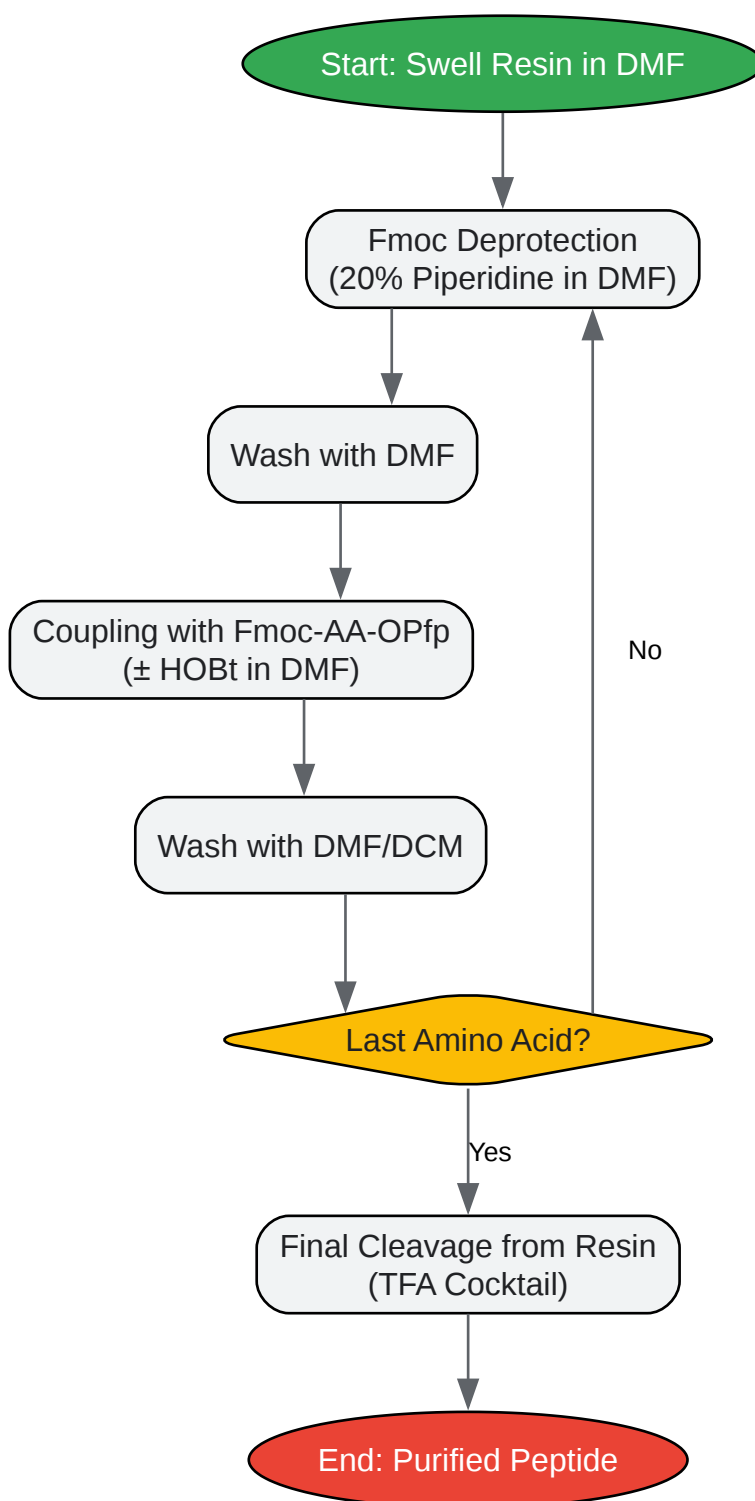 Start: Swell Resin in DMF
Fmoc Deprotection
(20% Piperidine in DMF)
Wash with DMF
Coupling with Fmoc-AA-OPfp
(± HOBt in DMF)
No
Wash with DMF/DCM
Last Amino Acid?
Yes
Final Cleavage from Resin
(TFA Cocktail)
End: Purified Peptide